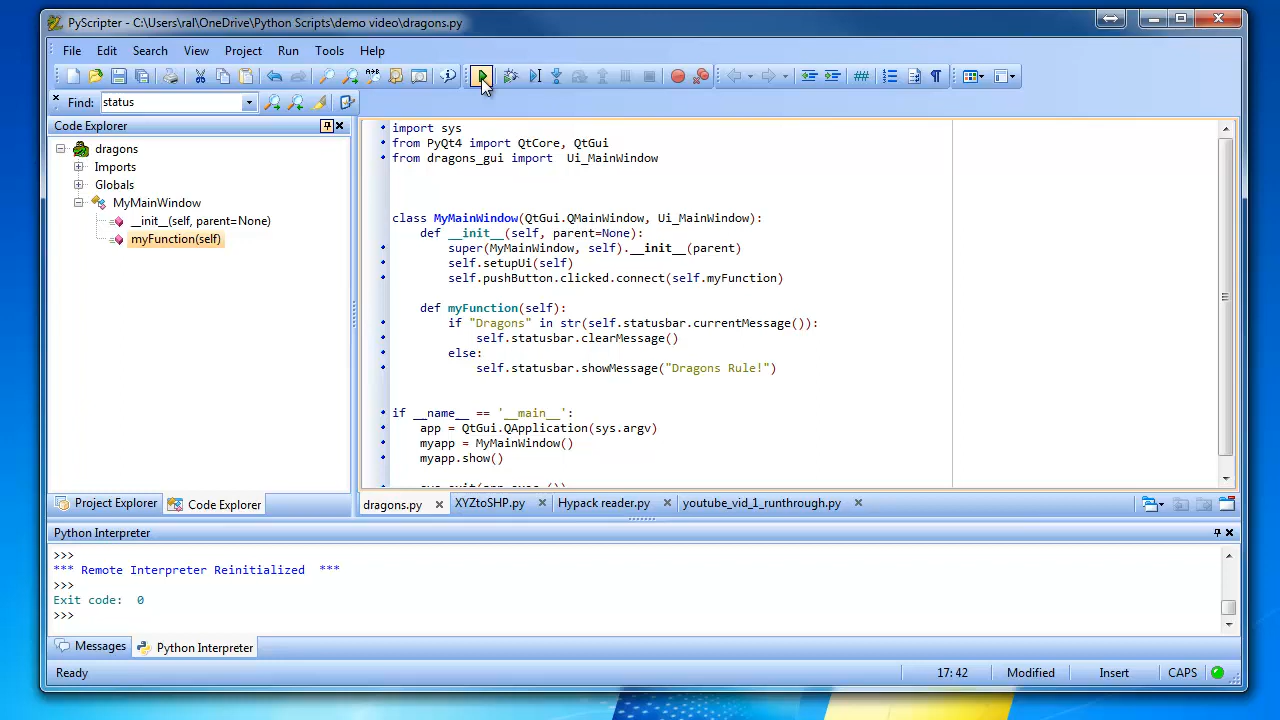 PyScripter - C:\Users\ral\OneDrive\Python Scripts\demo video\dragons.py
File Edit Search View Project Run Tools Help
Find: status
Code Explorer
dragons
Imports
Globals
MyMainWindow
__init__(self, parent=None)
myFunction(self)
import sys
from PyQt4 import QtCore, QtGui
from dragons_gui import  Ui_MainWindow
class MyMainWindow(QtGui.QMainWindow, Ui_MainWindow):
    def __init__(self, parent=None):
        super(MyMainWindow, self).__init__(parent)
        self.setupUi(self)
        self.pushButton.clicked.connect(self.myFunction)
    def myFunction(self):
        if "Dragons" in str(self.statusbar.currentMessage()):
            self.statusbar.clearMessage()
        else:
            self.statusbar.showMessage("Dragons Rule!")
if __name__ == '__main__':
    app = QtGui.QApplication(sys.argv)
    myapp = MyMainWindow()
    myapp.show()
Project Explorer Code Explorer
dragons.py XYZtoSHP.py Hypack reader.py youtube_vid_1_runthrough.py
Python Interpreter
>>>
*** Remote Interpreter Reinitialized  ***
>>>
Exit code:  0
>>>
Messages Python Interpreter
Ready 17: 42 Modified Insert CAPS